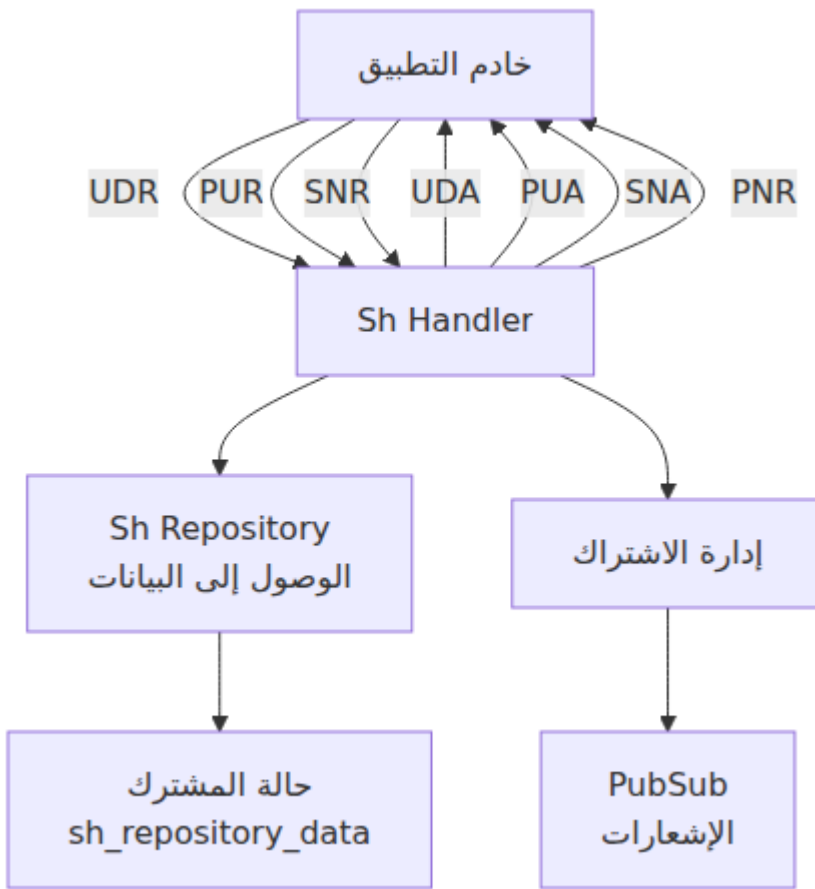 خادم التطبيق
UDR
PUR
SNR
UDA
PUA
SNA
PNR
Sh Handler
Sh Repository
الوصول إلى البيانات
إدارة الاشتراك
حالة المشترك
sh_repository_data
PubSub
الإشعارات